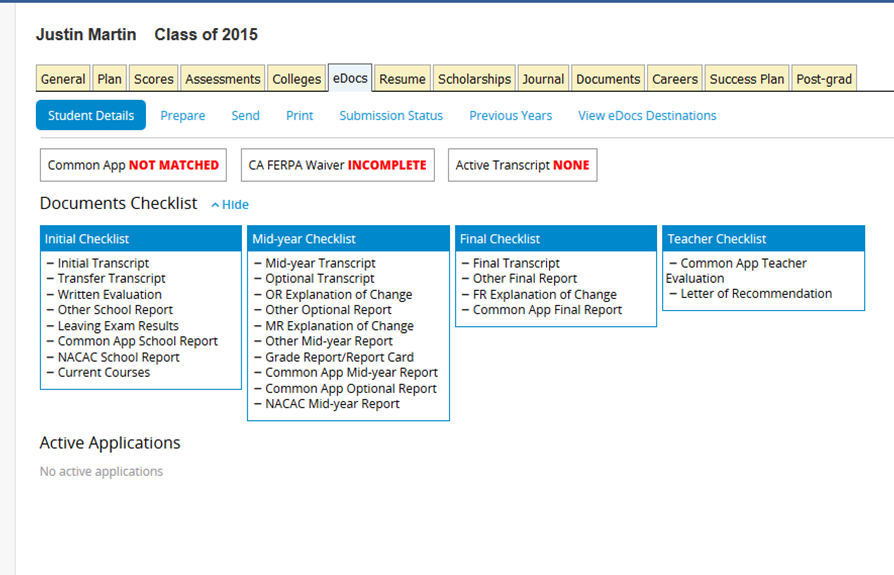 Justin Martin Class of 2015
General Plan Scores Assessments Colleges eDocs Resume Scholarships Journal Documents Careers Success Plan Post-grad
Student Details Prepare Send Print Submission Status Previous Years View eDocs Destinations
Common App NOT MATCHED CA FERPA Waiver INCOMPLETE Active Transcript NONE
Documents Checklist Hide
Initial Checklist
– Initial Transcript
– Transfer Transcript
– Written Evaluation
– Other School Report
– Leaving Exam Results
– Common App School Report
– NACAC School Report
– Current Courses
Mid-year Checklist
– Mid-year Transcript
– Optional Transcript
– OR Explanation of Change
– Other Optional Report
– MR Explanation of Change
– Other Mid-year Report
– Grade Report/Report Card
– Common App Mid-year Report
– Common App Optional Report
– NACAC Mid-year Report
Final Checklist
– Final Transcript
– Other Final Report
– FR Explanation of Change
– Common App Final Report
Teacher Checklist
– Common App Teacher
Evaluation
– Letter of Recommendation
Active Applications
No active applications